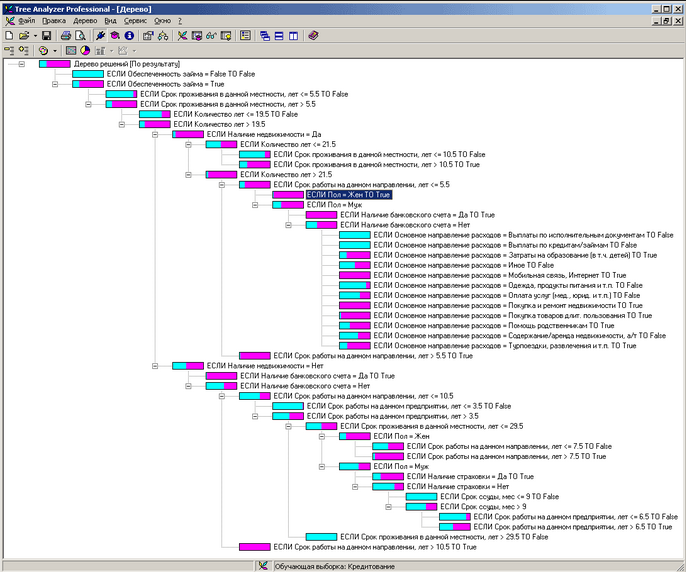 Tree Analyzer Professional - [Дерево]
Файл Правка Дерево Вид Сервис Окно ?
Дерево решений [По результату]
ЕСЛИ Обеспеченность займа = False ТО False
ЕСЛИ Обеспеченность займа = True
ЕСЛИ Срок проживания в данной местности, лет <= 5.5 ТО False
ЕСЛИ Срок проживания в данной местности, лет > 5.5
ЕСЛИ Количество лет <= 19.5 ТО False
ЕСЛИ Количество лет > 19.5
ЕСЛИ Наличие недвижимости = Да
ЕСЛИ Количество лет <= 21.5
ЕСЛИ Срок проживания в данной местности, лет <= 10.5 ТО False
ЕСЛИ Срок проживания в данной местности, лет > 10.5 ТО True
ЕСЛИ Количество лет > 21.5
ЕСЛИ Срок работы на данном направлении, лет <= 5.5
ЕСЛИ Пол = Жен ТО True
ЕСЛИ Пол = Муж
ЕСЛИ Наличие банковского счета = Да ТО True
ЕСЛИ Наличие банковского счета = Нет
ЕСЛИ Основное направление расходов = Выплаты по исполнительным документам ТО False
ЕСЛИ Основное направление расходов = Выплаты по кредитам/займам ТО False
ЕСЛИ Основное направление расходов = Затраты на образование (в т.ч. детей) ТО True
ЕСЛИ Основное направление расходов = Иное ТО False
ЕСЛИ Основное направление расходов = Мобильная связь, Интернет ТО True
ЕСЛИ Основное направление расходов = Одежда, продукты питания и т.п. ТО False
ЕСЛИ Основное направление расходов = Оплата услуг (мед., юрид. и т.п.) ТО False
ЕСЛИ Основное направление расходов = Покупка и ремонт недвижимости ТО True
ЕСЛИ Основное направление расходов = Покупка товаров длит. пользования ТО True
ЕСЛИ Основное направление расходов = Помощь родственникам ТО True
ЕСЛИ Основное направление расходов = Содержание/аренда недвижимости, а/т ТО False
ЕСЛИ Основное направление расходов = Турпоездки, развлечения и т.п. ТО True
ЕСЛИ Срок работы на данном направлении, лет > 5.5 ТО True
ЕСЛИ Наличие недвижимости = Нет
ЕСЛИ Наличие банковского счета = Да ТО True
ЕСЛИ Наличие банковского счета = Нет
ЕСЛИ Срок работы на данном направлении, лет <= 10.5
ЕСЛИ Срок работы на данном предприятии, лет <= 3.5 ТО False
ЕСЛИ Срок работы на данном предприятии, лет > 3.5
ЕСЛИ Срок проживания в данной местности, лет <= 29.5
ЕСЛИ Пол = Жен
ЕСЛИ Срок работы на данном направлении, лет <= 7.5 ТО False
ЕСЛИ Срок работы на данном направлении, лет > 7.5 ТО True
ЕСЛИ Пол = Муж
ЕСЛИ Наличие страховки = Да ТО True
ЕСЛИ Наличие страховки = Нет
ЕСЛИ Срок ссуды, мес <= 9 ТО False
ЕСЛИ Срок ссуды, мес > 9
ЕСЛИ Срок работы на данном предприятии, лет <= 6.5 ТО False
ЕСЛИ Срок работы на данном предприятии, лет > 6.5 ТО True
ЕСЛИ Срок проживания в данной местности, лет > 29.5 ТО False
ЕСЛИ Срок работы на данном направлении, лет > 10.5 ТО True
Обучающая выборка: Кредитование